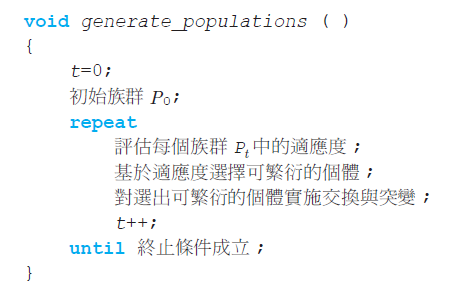 void generate_populations ( )
{
t=0;
初始族群 P₀;
repeat
評估每個族群 Pₜ中的適應度;
基於適應度選擇可繁衍的個體;
對選出可繁衍的個體實施交換與突變;
t++;
until 終止條件成立;
}